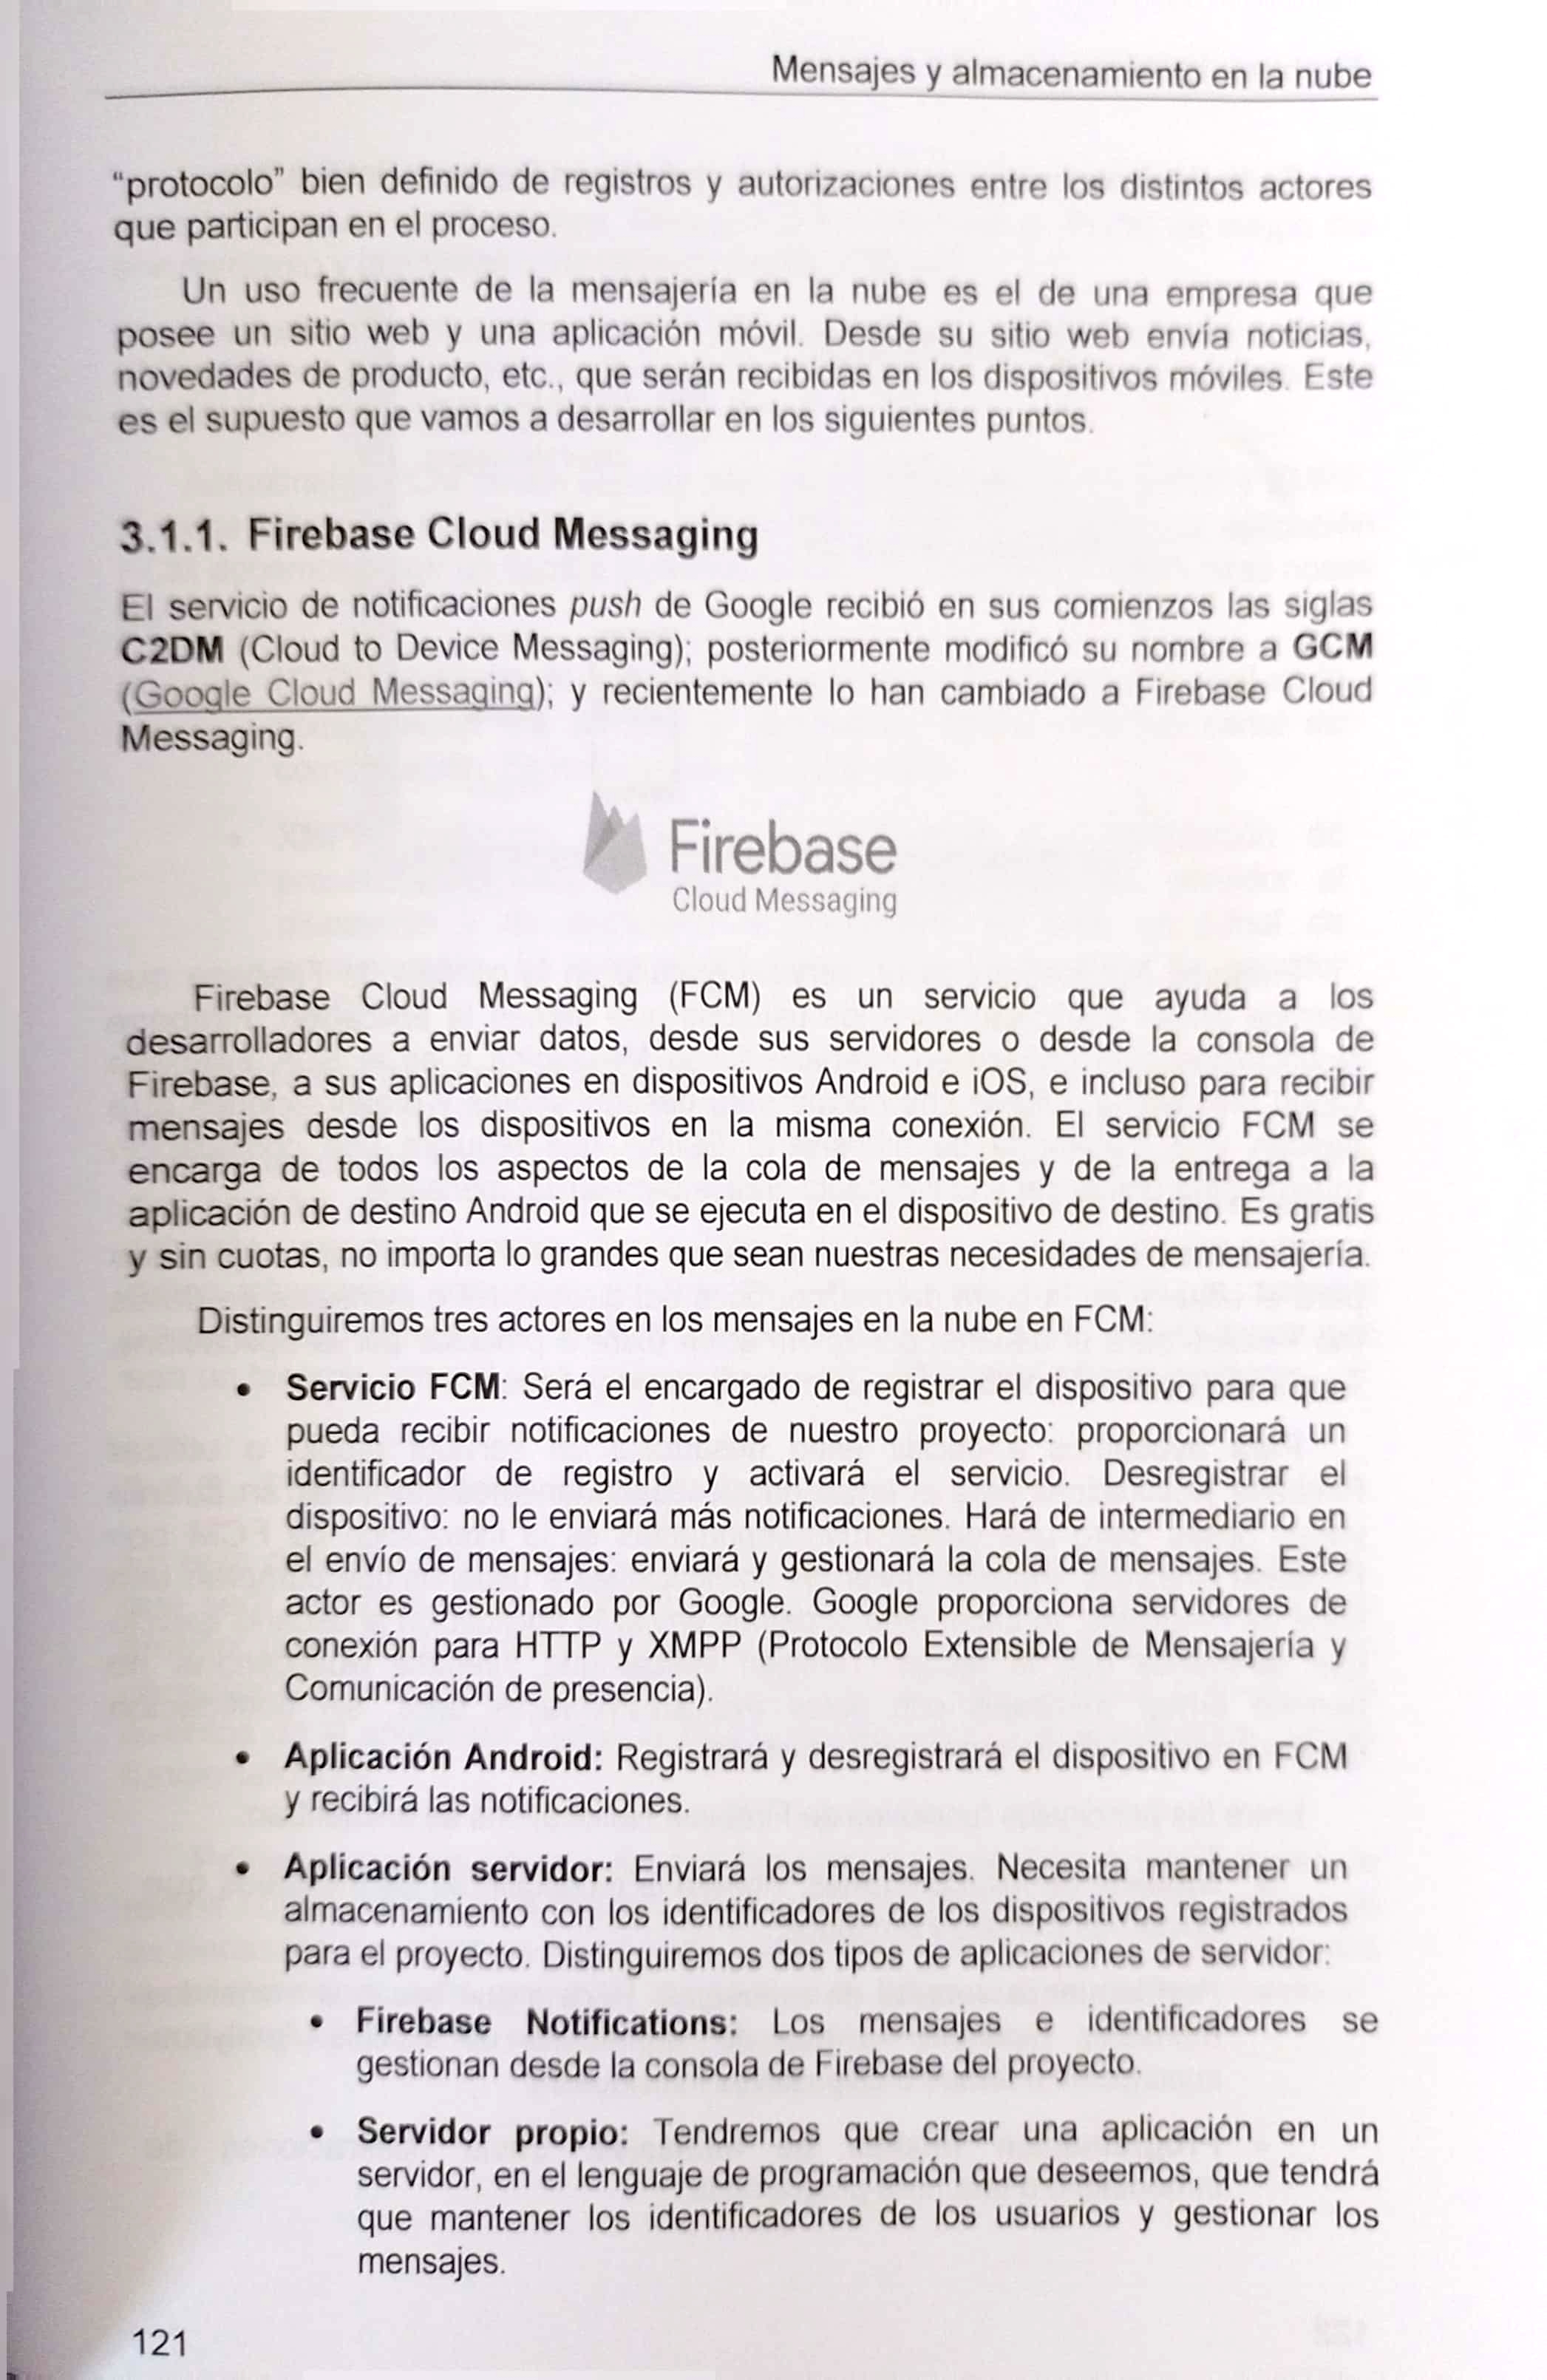 Mensajes y almacenamiento en la nube
“protocolo” bien definido de registros y autorizaciones entre los distintos actores
que participan en el proceso.
Un uso frecuente de la mensajería en la nube es el de una empresa que
posee un sitio web y una aplicación móvil. Desde su sitio web envía noticias,
novedades de producto, etc., que serán recibidas en los dispositivos móviles. Este
es el supuesto que vamos a desarrollar en los siguientes puntos.
3.1.1. Firebase Cloud Messaging
El servicio de notificaciones push de Google recibió en sus comienzos las siglas
C2DM (Cloud to Device Messaging); posteriormente modificó su nombre a GCM
(Google Cloud Messaging); y recientemente lo han cambiado a Firebase Cloud
Messaging.
Firebase
Cloud Messaging
Firebase Cloud Messaging (FCM) es un servicio que ayuda a los
desarrolladores a enviar datos, desde sus servidores o desde la consola de
Firebase, a sus aplicaciones en dispositivos Android e iOS, e incluso para recibir
mensajes desde los dispositivos en la misma conexión. El servicio FCM se
encarga de todos los aspectos de la cola de mensajes y de la entrega a la
aplicación de destino Android que se ejecuta en el dispositivo de destino. Es gratis
y sin cuotas, no importa lo grandes que sean nuestras necesidades de mensajería.
Distinguiremos tres actores en los mensajes en la nube en FCM:
• Servicio FCM: Será el encargado de registrar el dispositivo para que
pueda recibir notificaciones de nuestro proyecto: proporcionará un
identificador de registro y activará el servicio. Desregistrar el
dispositivo: no le enviará más notificaciones. Hará de intermediario en
el envío de mensajes: enviará y gestionará la cola de mensajes. Este
actor es gestionado por Google. Google proporciona servidores de
conexión para HTTP y XMPP (Protocolo Extensible de Mensajería y
Comunicación de presencia).
• Aplicación Android: Registrará y desregistrará el dispositivo en FCM
y recibirá las notificaciones.
• Aplicación servidor: Enviará los mensajes. Necesita mantener un
almacenamiento con los identificadores de los dispositivos registrados
para el proyecto. Distinguiremos dos tipos de aplicaciones de servidor:
• Firebase Notifications: Los mensajes e identificadores se
gestionan desde la consola de Firebase del proyecto.
• Servidor propio: Tendremos que crear una aplicación en un
servidor, en el lenguaje de programación que deseemos, que tendrá
que mantener los identificadores de los usuarios y gestionar los
mensajes.
121